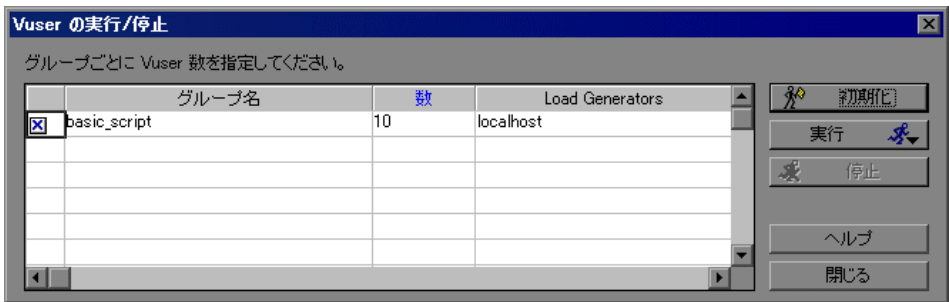 Vuser の実行/停止
グループごとに Vuser 数を指定してください。
グループ名 数 Load Generators
basic_script 10 localhost
初期化
実行
停止
ヘルプ
閉じる